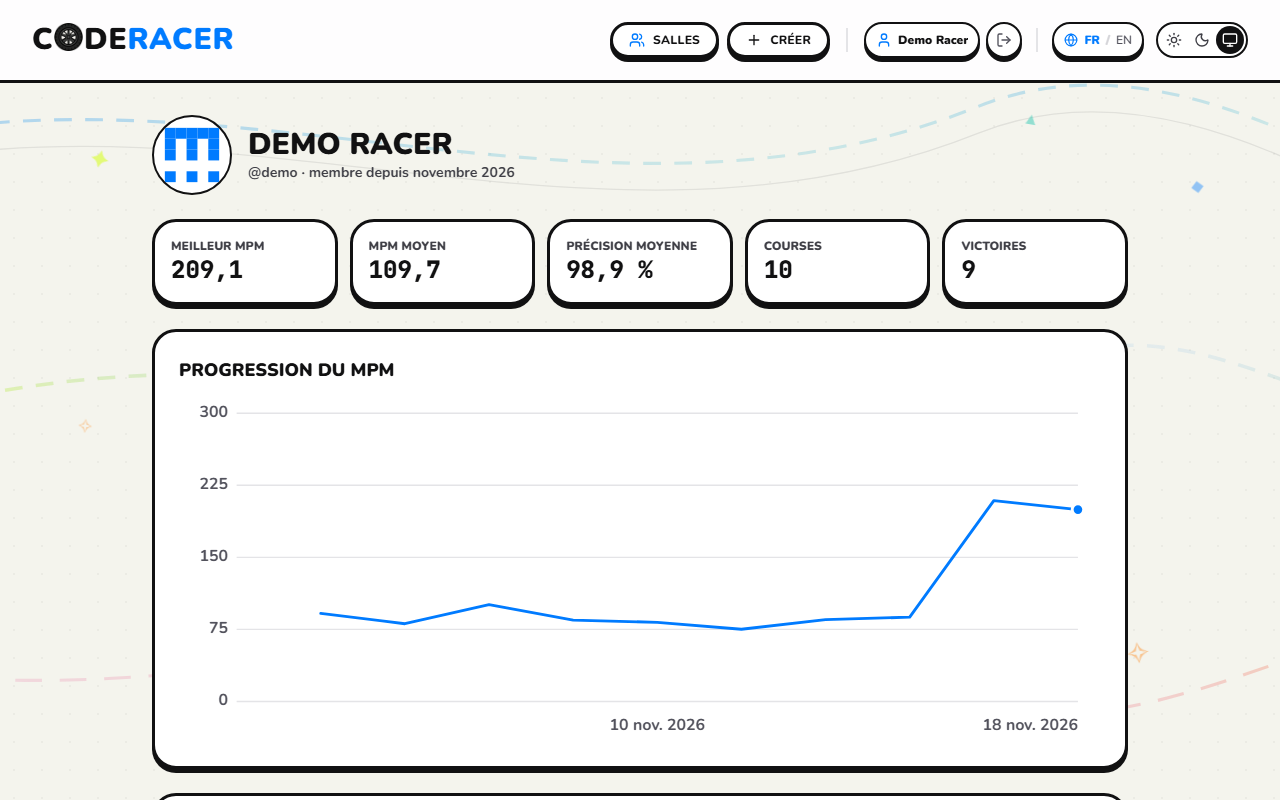 CODERACER
SALLES
CRÉER
Demo Racer
FR / EN
DEMO RACER
@demo · membre depuis novembre 2026
MEILLEUR MPM
209,1
MPM MOYEN
109,7
PRÉCISION MOYENNE
98,9 %
COURSES
10
VICTOIRES
9
PROGRESSION DU MPM
300
225
150
75
0
10 nov. 2026
18 nov. 2026